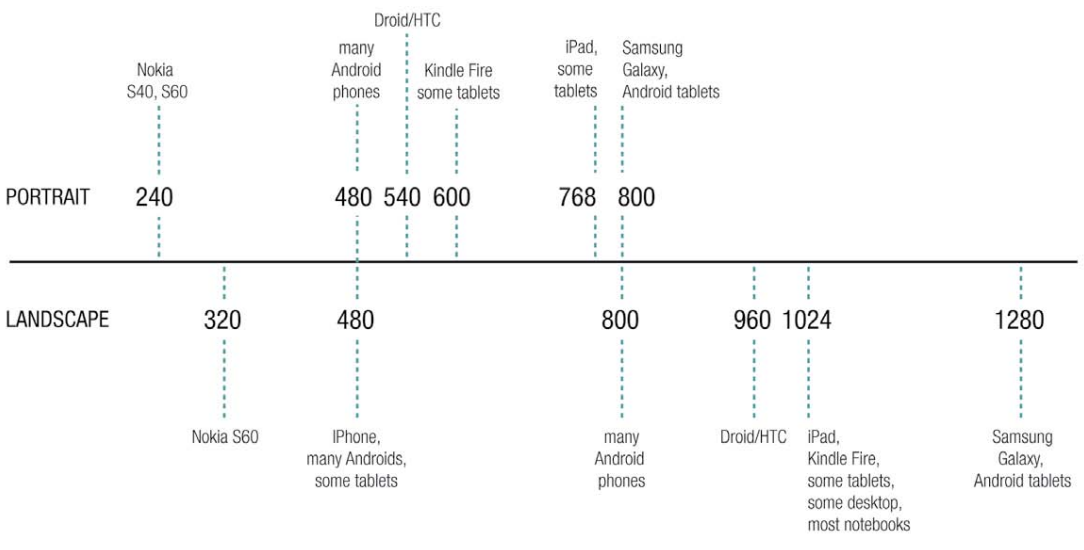 Droid/HTC
Nokia
S40, S60
many
Android
phones
Kindle Fire
some tablets
iPad,
some
tablets
Samsung
Galaxy,
Android tablets
PORTRAIT 240 480 540 600 768 800
LANDSCAPE 320 480 800 960 1024 1280
Nokia S60
IPhone,
many Androids,
some tablets
many
Android
phones
Droid/HTC
iPad,
Kindle Fire,
some tablets,
some desktop,
most notebooks
Samsung
Galaxy,
Android tablets